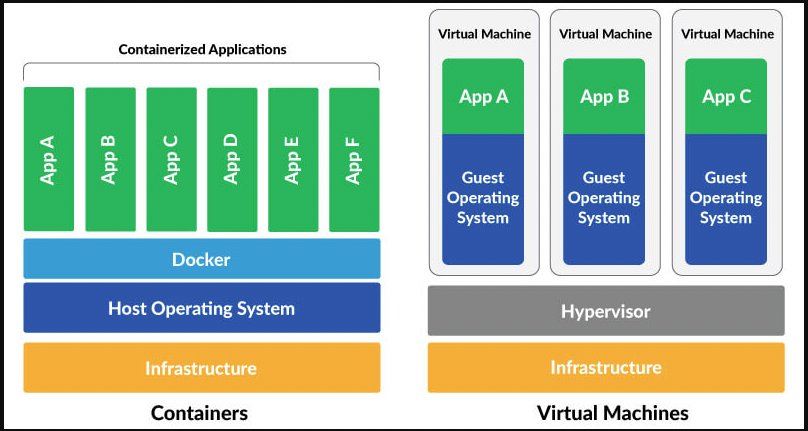 Containerized Applications
App A
App B
App C
App D
App E
App F
Docker
Host Operating System
Infrastructure
Containers
Virtual Machine
App A
Guest
Operating
System
Virtual Machine
App B
Guest
Operating
System
Virtual Machine
App C
Guest
Operating
System
Hypervisor
Infrastructure
Virtual Machines